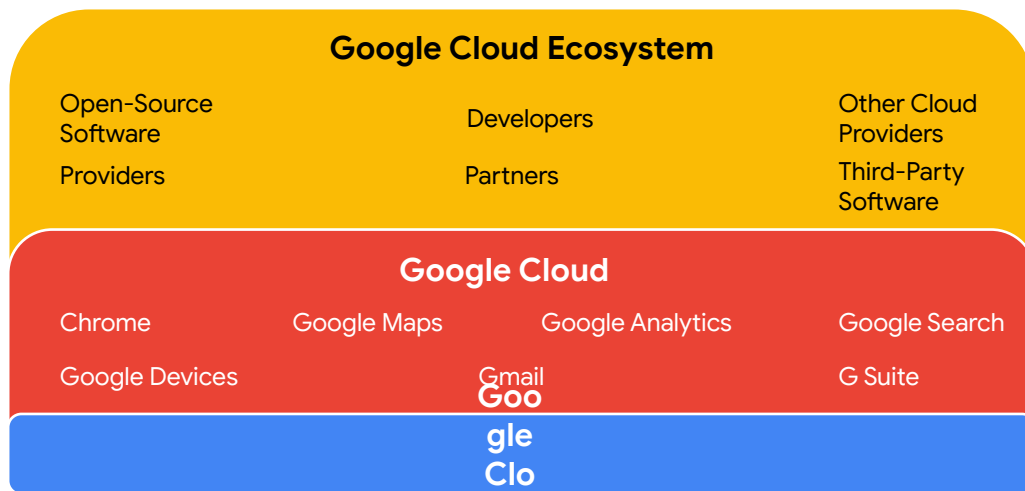 Google Cloud Ecosystem
Open-Source
Software
Developers
Other Cloud
Providers
Providers
Partners
Third-Party
Software
Google Cloud
Chrome
Google Maps
Google Analytics
Google Search
Google Devices
Gmail
G Suite
Goo
gle
Clo